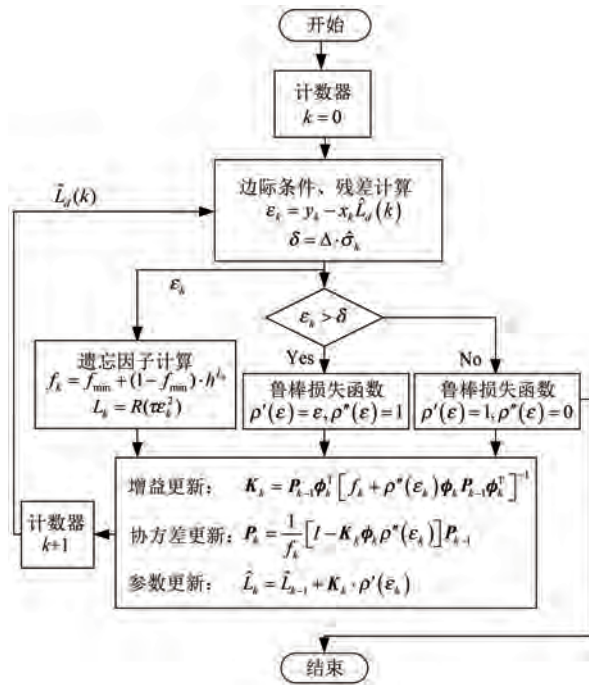 开始
计数器
k=0
L̃_d(k)
边际条件、残差计算
ε_k = y_k − x_k L̂_d(k)
δ = Δ·σ̂_k
ε_k
ε_k > δ
Yes
No
遗忘因子计算
f_k = f_min + (1 − f_min)·h^{L_k}
L_k = R(τε_k²)
鲁棒损失函数
ρ′(ε) = ε, ρ″(ε) = 1
鲁棒损失函数
ρ′(ε) = 1, ρ″(ε) = 0
增益更新： K_k = P_{k−1}ϕ_k^T [f_k + ρ″(ε_k)ϕ_k P_{k−1}ϕ_k^T]^{−1}
协方差更新： P_k = 1/f_k [I − K_k ϕ_k ρ″(ε_k)] P_{k−1}
参数更新： L̂_k = L̃_{k−1} + K_k·ρ′(ε_k)
计数器
k+1
结束